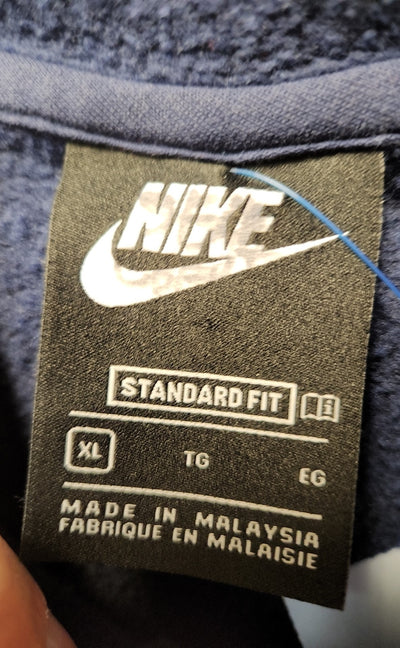 NIKE
STANDARD FIT
XL TG EG
MADE IN MALAYSIA
FABRIQUE EN MALAISIE